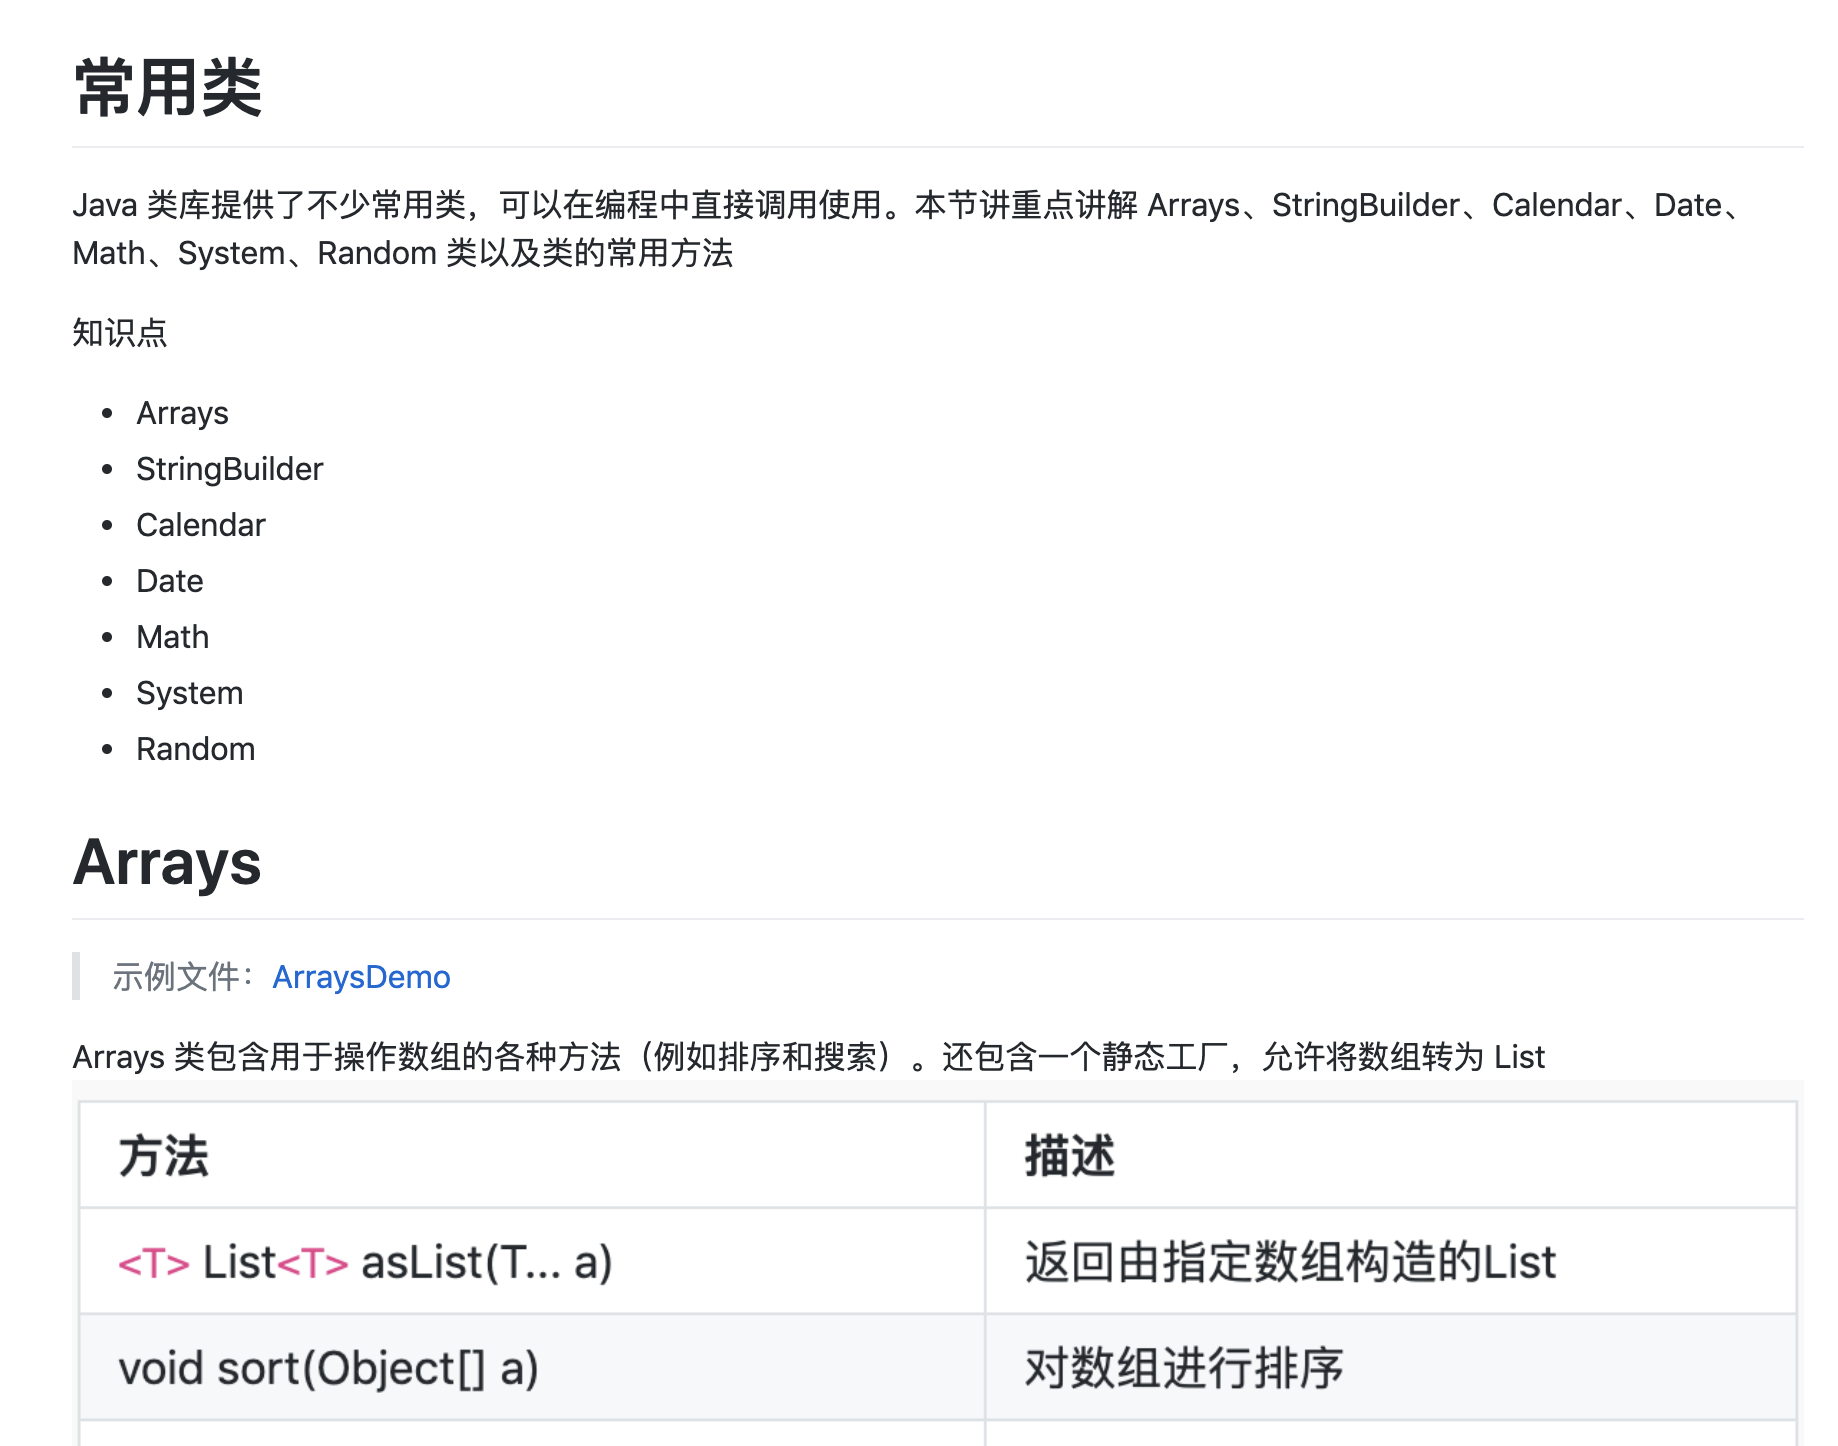 常用类
Java 类库提供了不少常用类，可以在编程中直接调用使用。本节讲重点讲解 Arrays、StringBuilder、Calendar、Date、
Math、System、Random 类以及类的常用方法
知识点
• Arrays
• StringBuilder
• Calendar
• Date
• Math
• System
• Random
Arrays
示例文件：ArraysDemo
Arrays 类包含用于操作数组的各种方法（例如排序和搜索）。还包含一个静态工厂，允许将数组转为 List
方法 描述
<T> List<T> asList(T... a) 返回由指定数组构造的List
void sort(Object[] a) 对数组进行排序